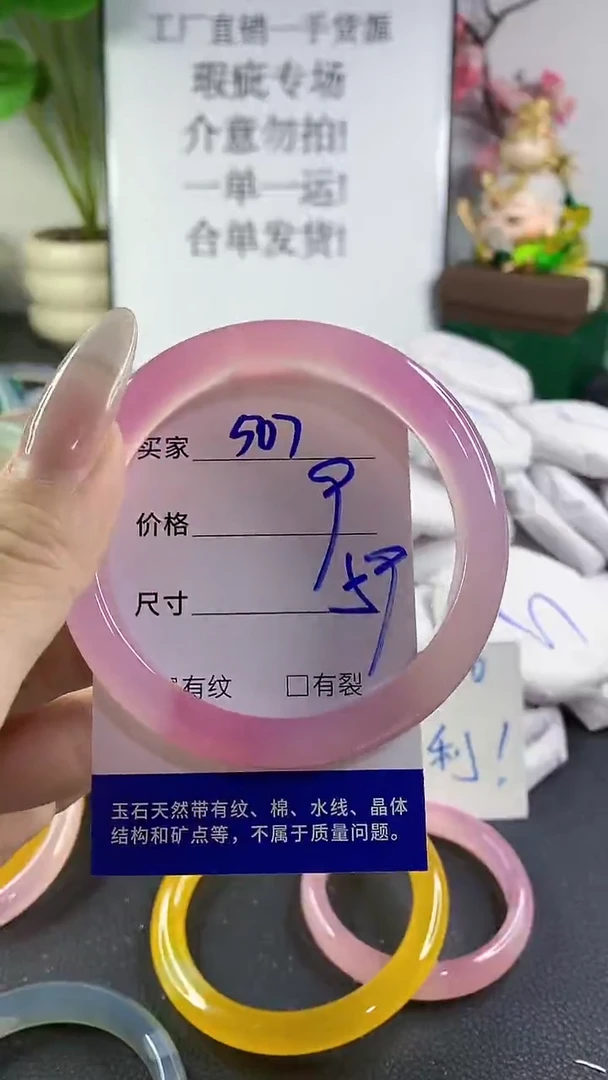 工厂直销一手货源
瑕疵专场
介意勿拍!
一单一运!
合单发货!
买家 507
价格 9
尺寸 59
有纹 □有裂
利!
玉石天然带有纹、棉、水线、晶体
结构和矿点等，不属于质量问题。